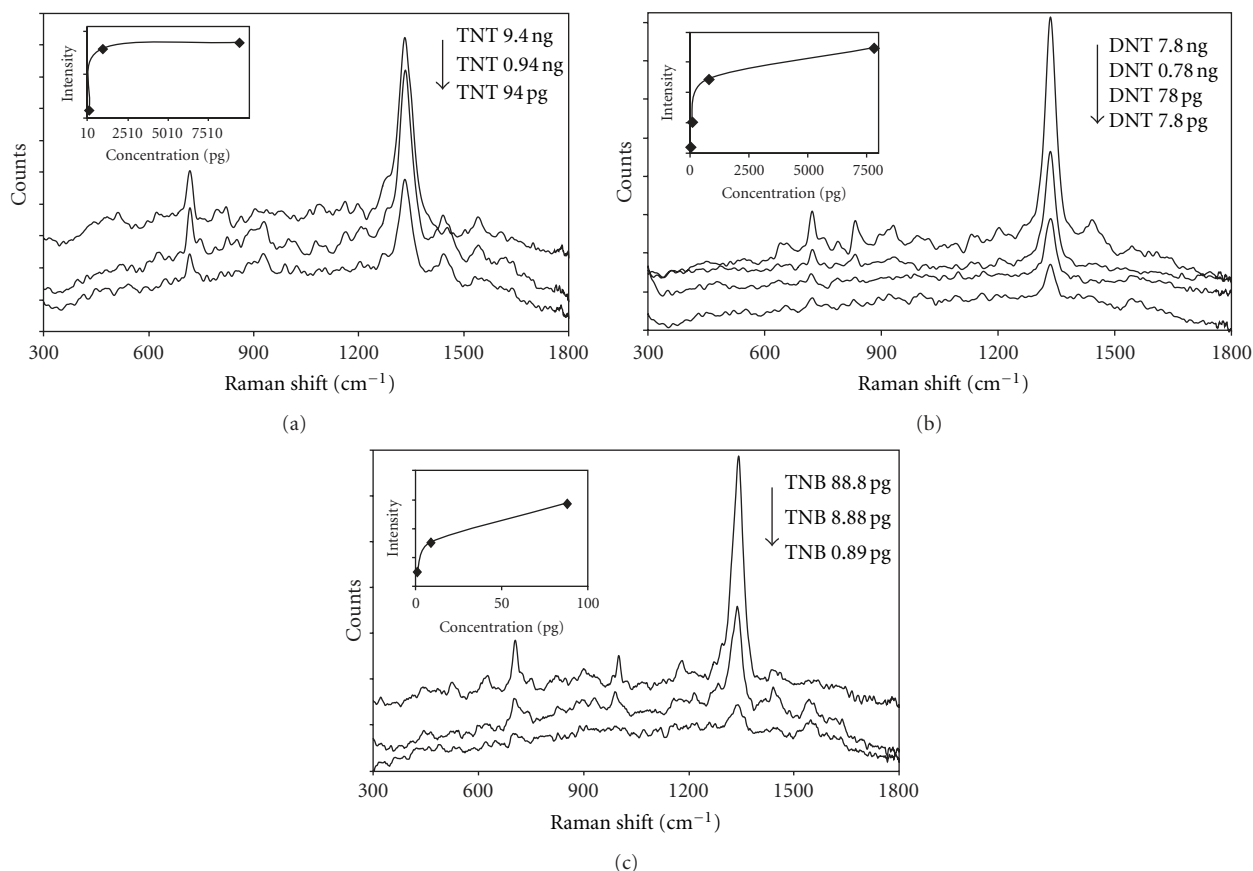 TNT 9.4 ng
TNT 0.94 ng
TNT 94 pg
Intensity
10 2510 5010 7510
Concentration (pg)
Counts
300 600 900 1200 1500 1800
Raman shift (cm−1)
(a)
DNT 7.8 ng
DNT 0.78 ng
DNT 78 pg
DNT 7.8 pg
Intensity
0 2500 5000 7500
Concentration (pg)
Counts
300 600 900 1200 1500 1800
Raman shift (cm−1)
(b)
TNB 88.8 pg
TNB 8.88 pg
TNB 0.89 pg
Intensity
0 50 100
Concentration (pg)
Counts
300 600 900 1200 1500 1800
Raman shift (cm−1)
(c)